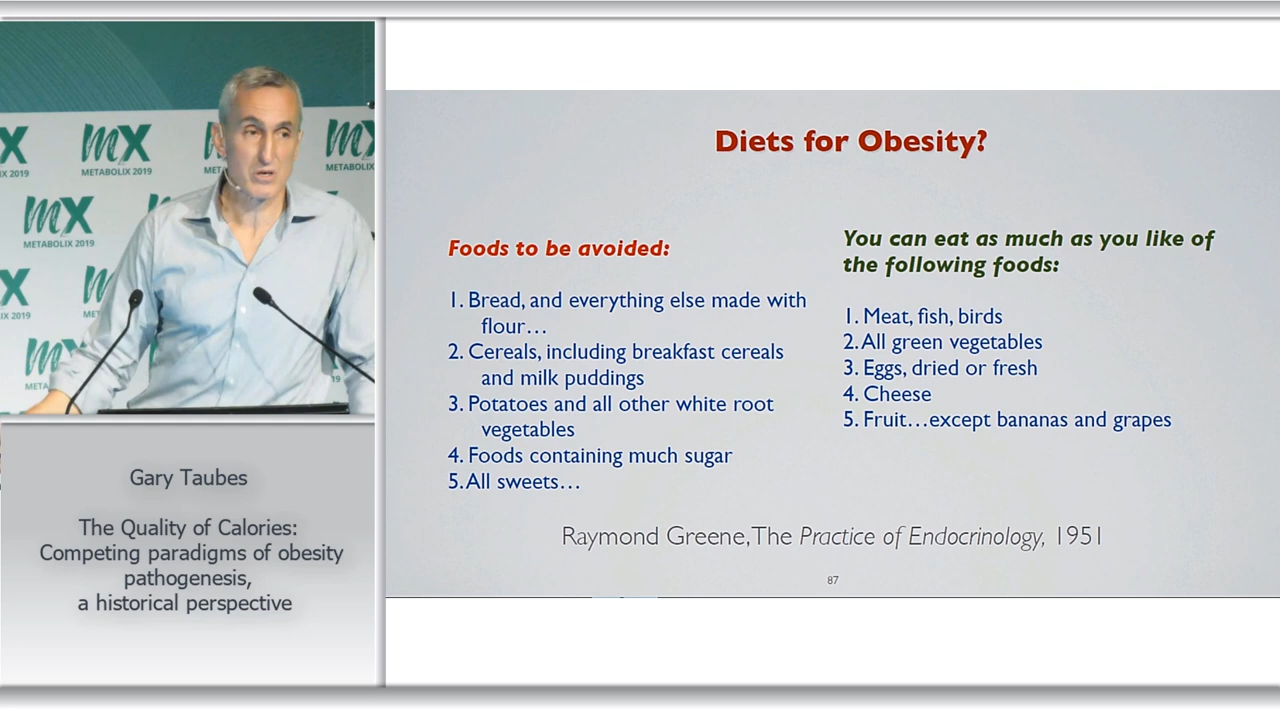 mX
METABOLIX 2019
mX
METABOLIX 2019
Gary Taubes
The Quality of Calories:
Competing paradigms of obesity
pathogenesis,
a historical perspective
Diets for Obesity?
Foods to be avoided:
1. Bread, and everything else made with
flour…
2. Cereals, including breakfast cereals
and milk puddings
3. Potatoes and all other white root
vegetables
4. Foods containing much sugar
5. All sweets…
You can eat as much as you like of
the following foods:
1. Meat, fish, birds
2. All green vegetables
3. Eggs, dried or fresh
4. Cheese
5. Fruit…except bananas and grapes
Raymond Greene, The Practice of Endocrinology, 1951
87